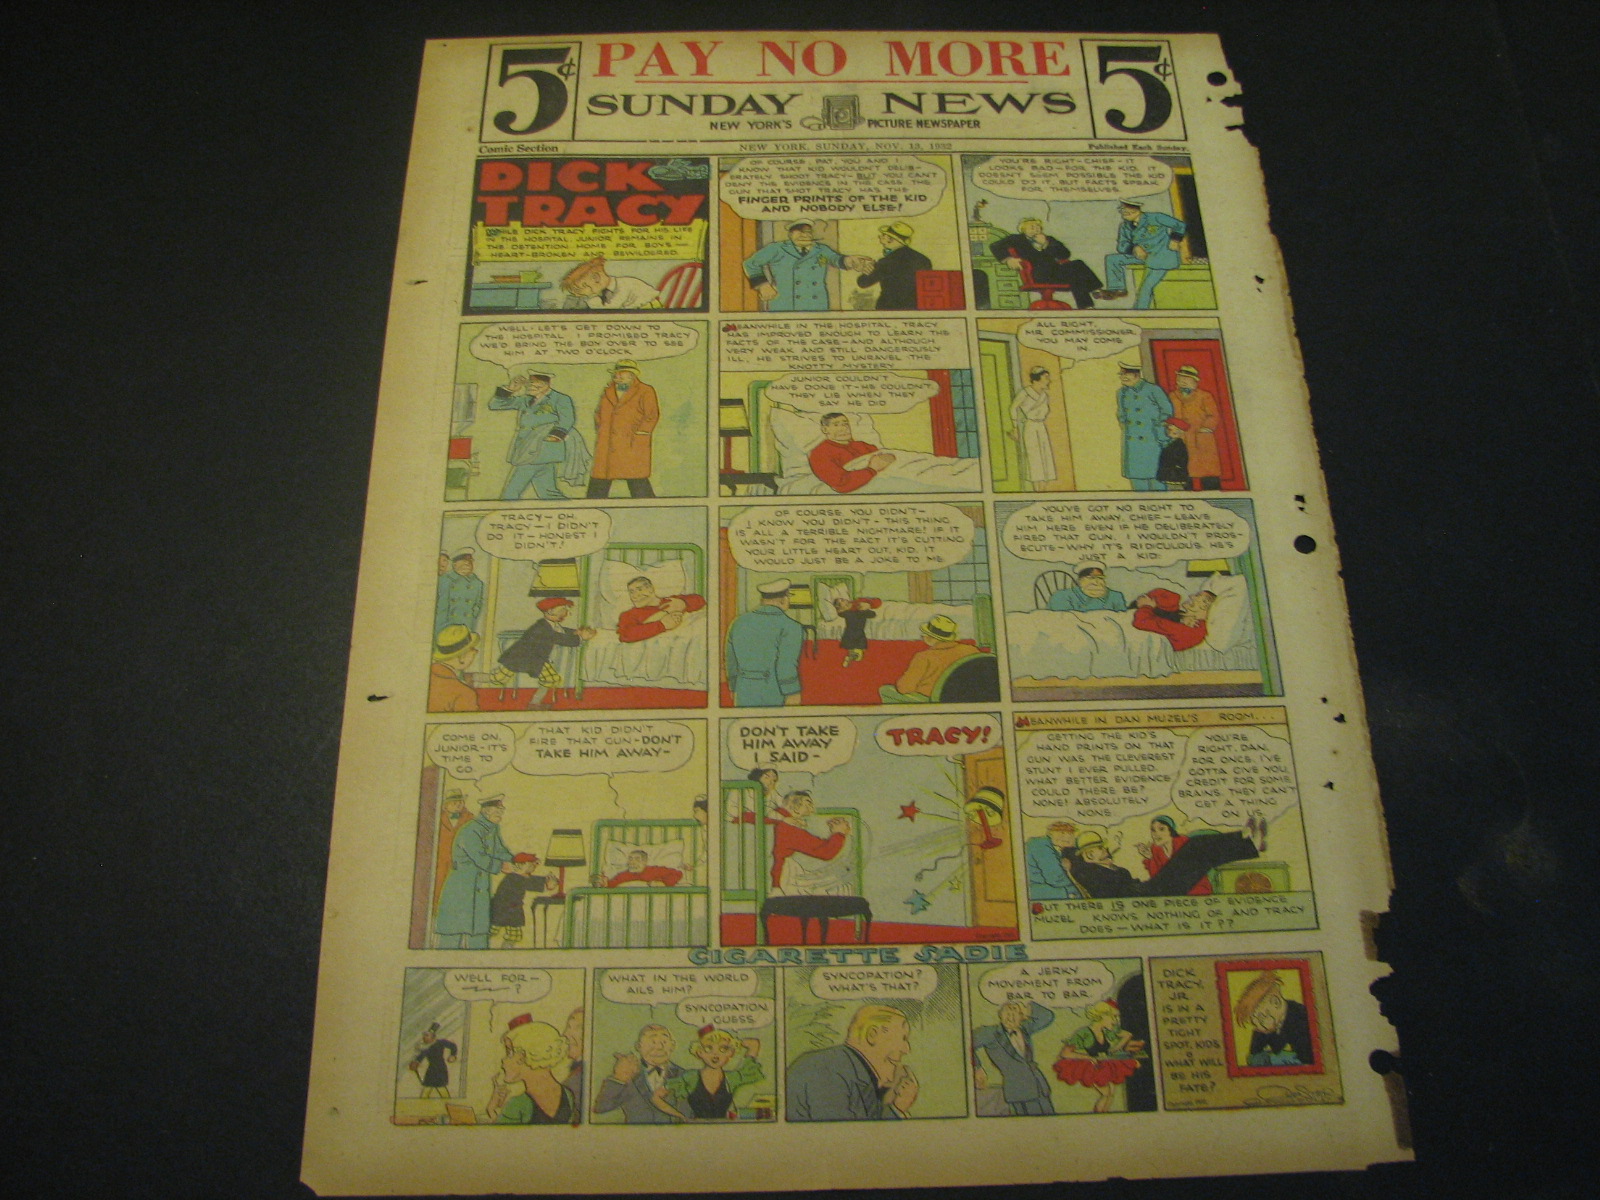 5¢ PAY NO MORE 5¢
SUNDAY NEWS
NEW YORK'S PICTURE NEWSPAPER
Comic Section NEW YORK, SUNDAY, NOV. 13, 1932 Published Each Sunday.
DICK
TRACY
WHILE DICK TRACY FIGHTS FOR HIS LIFE
IN THE HOSPITAL, JUNIOR REMAINS IN
THE DETENTION HOME FOR BOYS—
HEART-BROKEN AND BEWILDERED.
OF COURSE, PAT, YOU AND I
KNOW THAT KID WOULDN'T DELIB-
ERATELY SHOOT TRACY—BUT YOU CAN'T
DENY THE EVIDENCE IN THE CASE. THE
GUN THAT SHOT TRACY HAS THE
FINGER PRINTS OF THE KID
AND NOBODY ELSE!
YOU'RE RIGHT—CHIEF—IT
LOOKS BAD—FOR THE KID. IT
DOESN'T SEEM POSSIBLE THE KID
COULD DO IT, BUT FACTS SPEAK
FOR THEMSELVES.
WELL—LET'S GET DOWN TO
THE HOSPITAL. I PROMISED TRACY
WE'D BRING THE BOY OVER TO SEE
HIM AT TWO O'CLOCK
MEANWHILE IN THE HOSPITAL, TRACY
HAS IMPROVED ENOUGH TO LEARN THE
FACTS OF THE CASE—AND ALTHOUGH
VERY WEAK AND STILL DANGEROUSLY
ILL, HE STRIVES TO UNRAVEL THE
KNOTTY MYSTERY.
JUNIOR COULDN'T
HAVE DONE IT—HE COULDN'T.
THEY LIE WHEN THEY
SAY HE DID
ALL RIGHT,
MR. COMMISSIONER,
YOU MAY COME
IN.
TRACY—OH,
TRACY—I DIDN'T
DO IT—HONEST I
DIDN'T!
OF COURSE, YOU DIDN'T—
I KNOW YOU DIDN'T—THIS THING
IS ALL A TERRIBLE NIGHTMARE! IF IT
WASN'T FOR THE FACT IT'S CUTTING
YOUR LITTLE HEART OUT, KID, IT
WOULD JUST BE A JOKE TO ME
YOU'VE GOT NO RIGHT TO
TAKE HIM AWAY, CHIEF—LEAVE
HIM HERE. EVEN IF HE DELIBERATELY
FIRED THAT GUN, I WOULDN'T PROS-
ECUTE—WHY IT'S RIDICULOUS. HE'S
JUST A KID!
COME ON,
JUNIOR—IT'S
TIME TO
GO.
THAT KID DIDN'T
FIRE THAT GUN—DON'T
TAKE HIM AWAY—
DON'T TAKE
HIM AWAY
I SAID—
TRACY!
MEANWHILE IN DAN MUZEL'S ROOM...
GETTING THE KID'S
HAND PRINTS ON THAT
GUN WAS THE CLEVEREST
STUNT I EVER PULLED.
WHAT BETTER EVIDENCE
COULD THERE BE?
NONE! ABSOLUTELY
NONE.
YOU'RE
RIGHT, DAN,
FOR ONCE, I'VE
GOTTA GIVE YOU
CREDIT FOR SOME
BRAINS. THEY CAN'T
GET A THING
ON US.
BUT THERE IS ONE PIECE OF EVIDENCE
MUZEL KNOWS NOTHING OF AND TRACY
DOES—WHAT IS IT??
CIGARETTE SADIE
WELL FOR—
?
WHAT IN THE WORLD
AILS HIM?
SYNCOPATION,
I GUESS.
SYNCOPATION?
WHAT'S THAT?
A JERKY
MOVEMENT FROM
BAR TO BAR.
DICK
TRACY,
JR.
IS IN A
PRETTY
TIGHT
SPOT, KIDS
WHAT WILL
BE HIS
FATE?